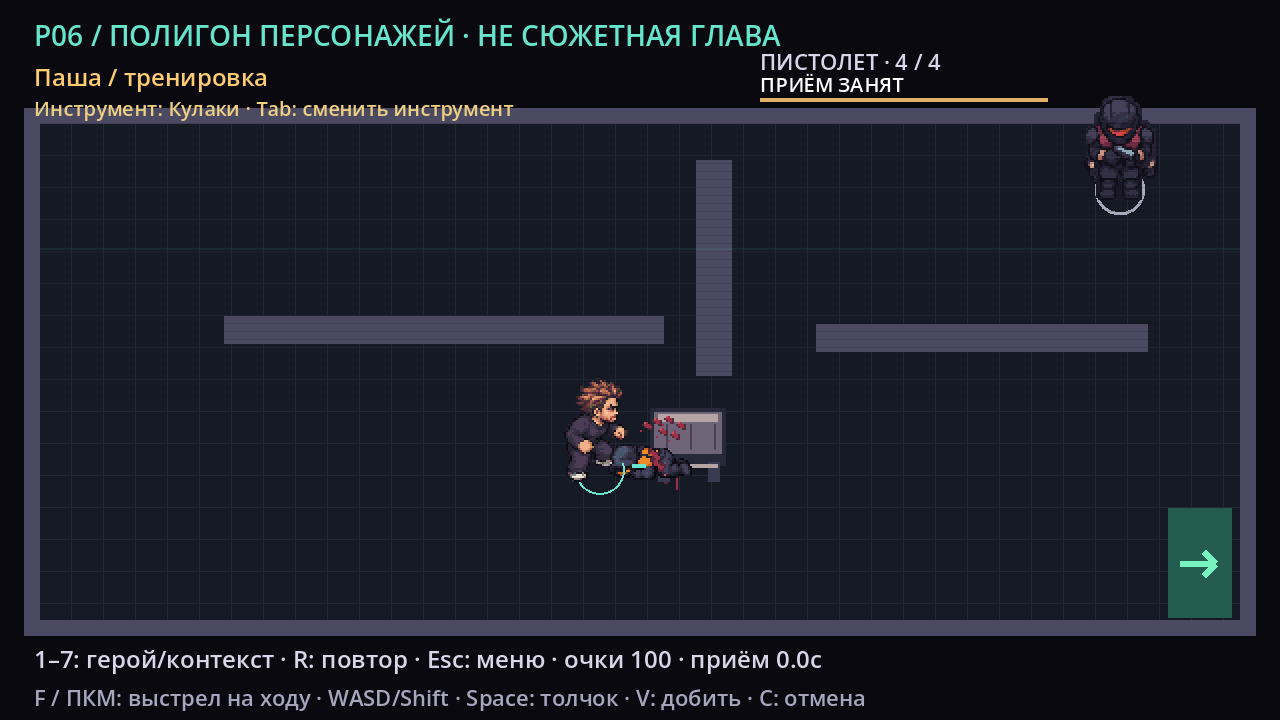 P06 / ПОЛИГОН ПЕРСОНАЖЕЙ · НЕ СЮЖЕТНАЯ ГЛАВА
ПИСТОЛЕТ · 4 / 4
Паша / тренировка
ПРИЁМ ЗАНЯТ
Инструмент: Кулаки · Tab: сменить инструмент
1–7: герой/контекст · R: повтор · Esc: меню · очки 100 · приём 0.0с
F / ПКМ: выстрел на ходу · WASD/Shift · Space: толчок · V: добить · C: отмена